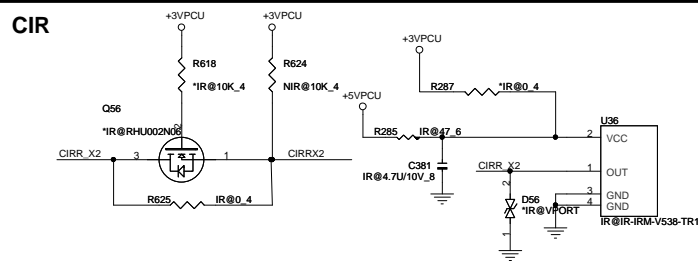 CIR
+3VPCU
+3VPCU
R618
*IR@10K_4
R624
NIR@10K_4
Q56
*IR@RHU002N06
2
CIRR_X2
3
1
CIRRX2
R625
IR@0_4
+3VPCU
R287
*IR@0_4
+5VPCU
R285
IR@47_6
C381
IR@4.7U/10V_8
CIRR_X2
2
D56
*IR@VPORT
1
U36
2
VCC
1
OUT
3
GND
4
GND
IR@IR-IRM-V538-TR1